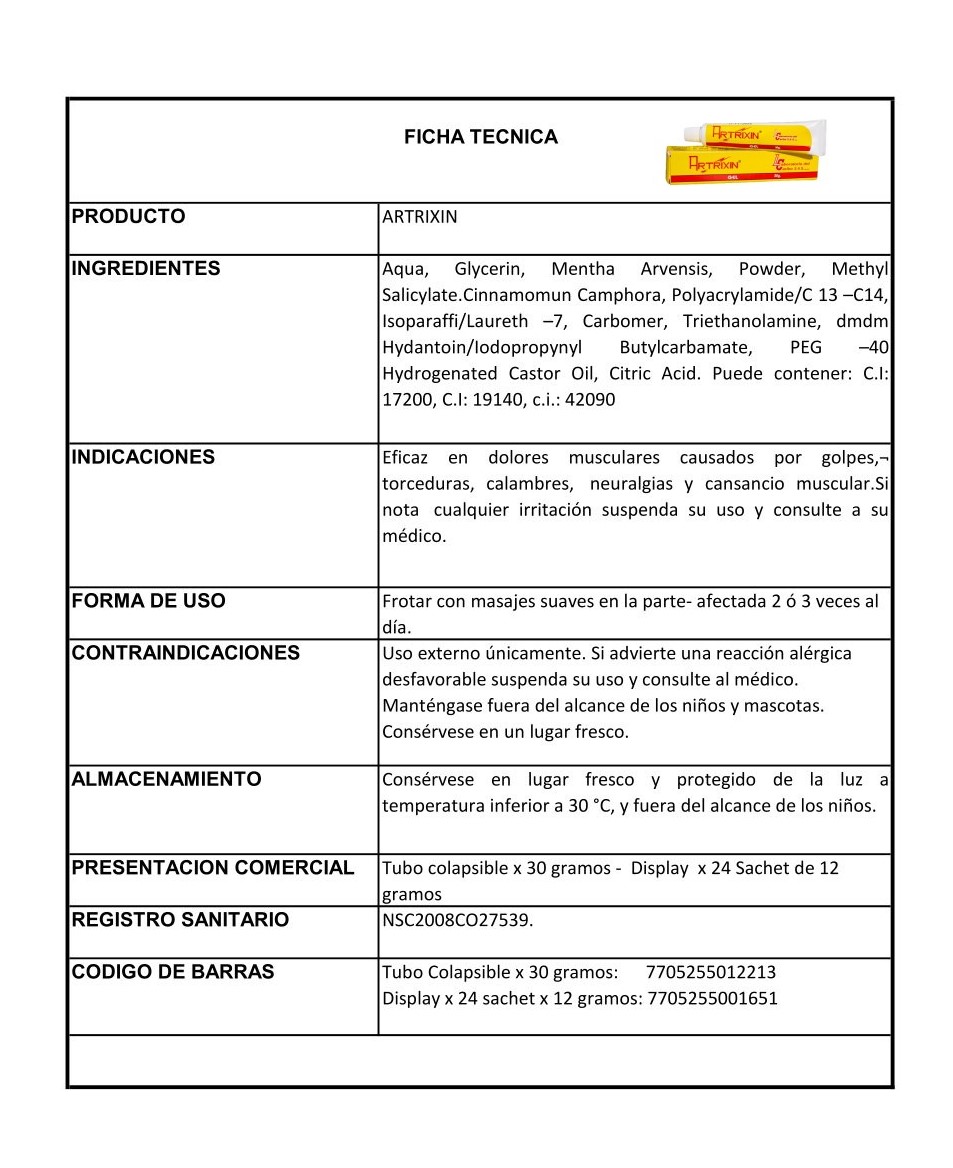 FICHA TECNICA
ARTRIXIN
ARTRIXIN
PRODUCTO
ARTRIXIN
INGREDIENTES
Aqua, Glycerin, Mentha Arvensis, Powder, Methyl
Salicylate.Cinnamomun Camphora, Polyacrylamide/C 13 –C14,
Isoparaffi/Laureth –7, Carbomer, Triethanolamine, dmdm
Hydantoin/Iodopropynyl Butylcarbamate, PEG –40
Hydrogenated Castor Oil, Citric Acid. Puede contener: C.I:
17200, C.I: 19140, c.i.: 42090
INDICACIONES
Eficaz en dolores musculares causados por golpes,¬
torceduras, calambres, neuralgias y cansancio muscular.Si
nota cualquier irritación suspenda su uso y consulte a su
médico.
FORMA DE USO
Frotar con masajes suaves en la parte- afectada 2 ó 3 veces al
día.
CONTRAINDICACIONES
Uso externo únicamente. Si advierte una reacción alérgica
desfavorable suspenda su uso y consulte al médico.
Manténgase fuera del alcance de los niños y mascotas.
Consérvese en un lugar fresco.
ALMACENAMIENTO
Consérvese en lugar fresco y protegido de la luz a
temperatura inferior a 30 °C, y fuera del alcance de los niños.
PRESENTACION COMERCIAL
Tubo colapsible x 30 gramos - Display x 24 Sachet de 12
gramos
REGISTRO SANITARIO
NSC2008CO27539.
CODIGO DE BARRAS
Tubo Colapsible x 30 gramos: 7705255012213
Display x 24 sachet x 12 gramos: 7705255001651